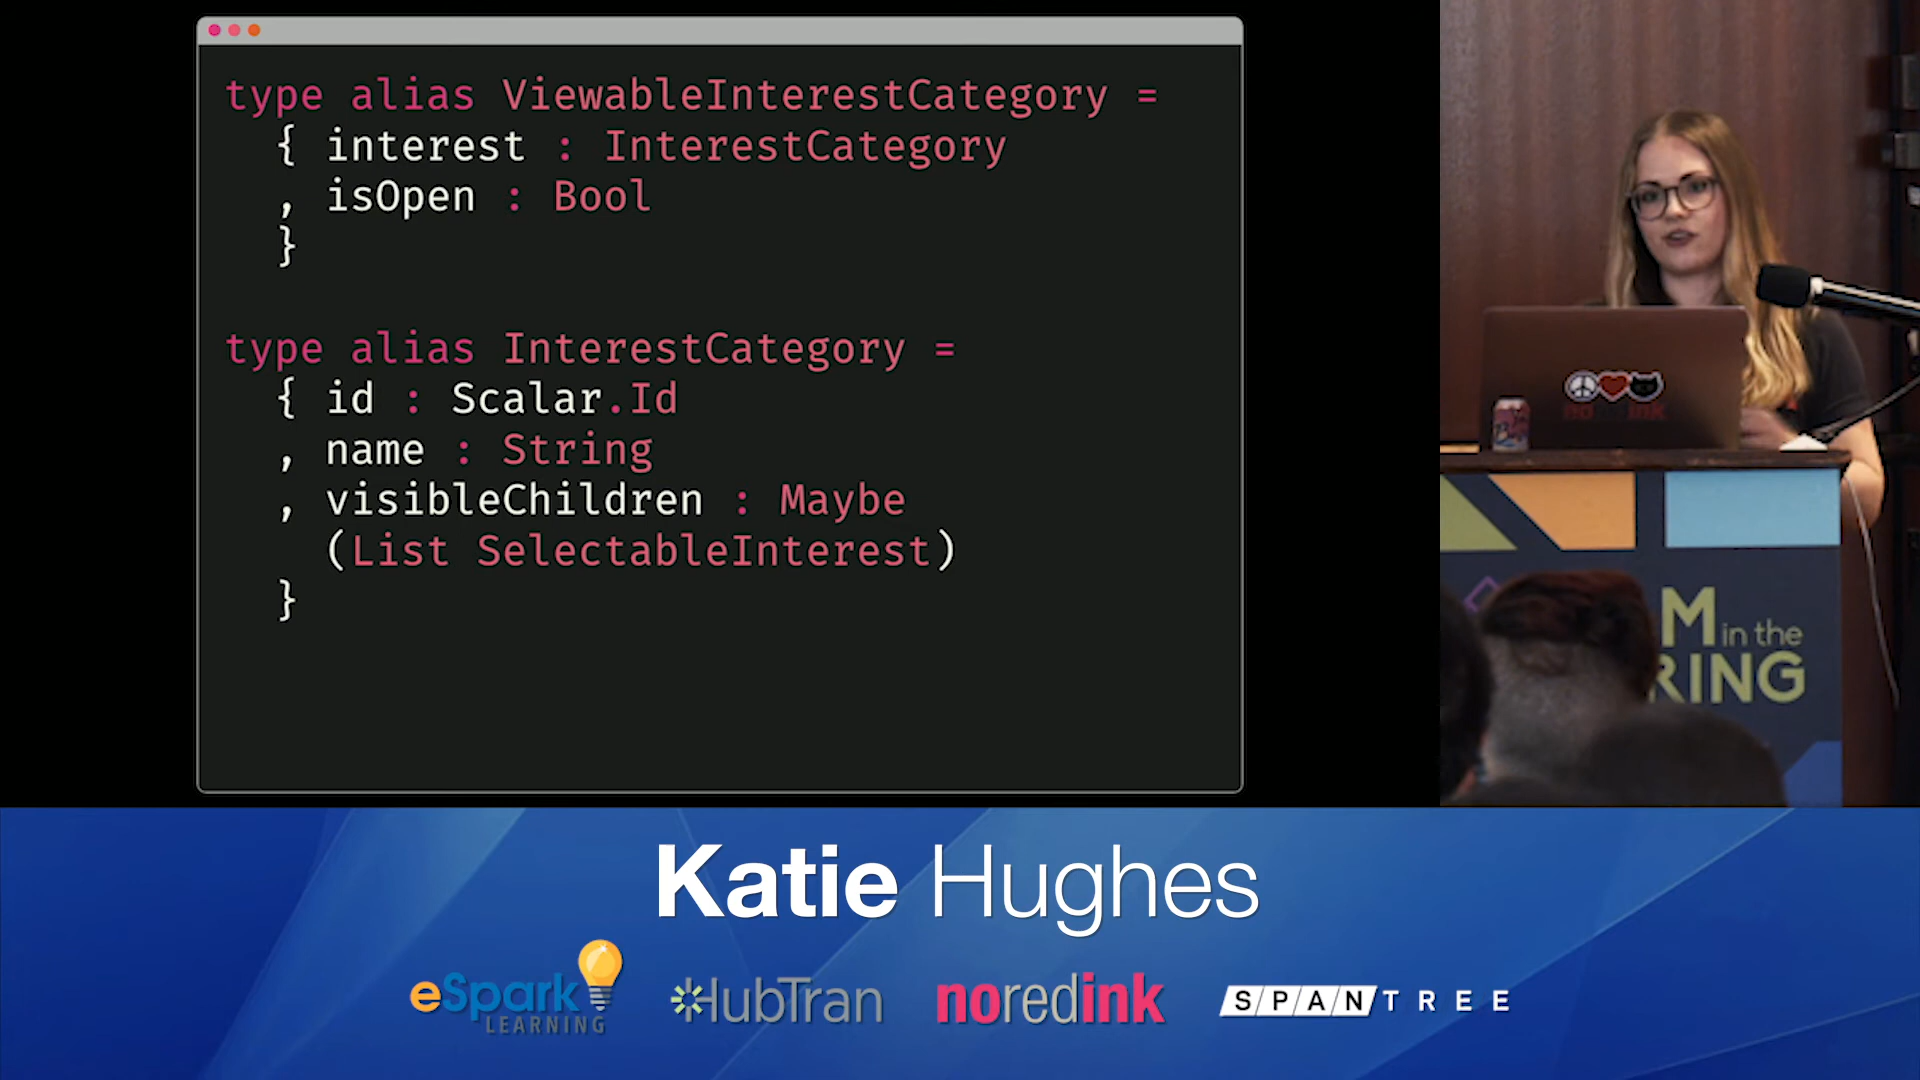 type alias ViewableInterestCategory =
{ interest : InterestCategory
, isOpen : Bool
}
type alias InterestCategory =
{ id : Scalar.Id
, name : String
, visibleChildren : Maybe
(List SelectableInterest)
}
noredink
M in the
RING
Katie Hughes
eSpark
LEARNING
HubTran
noredink
SPANTREE